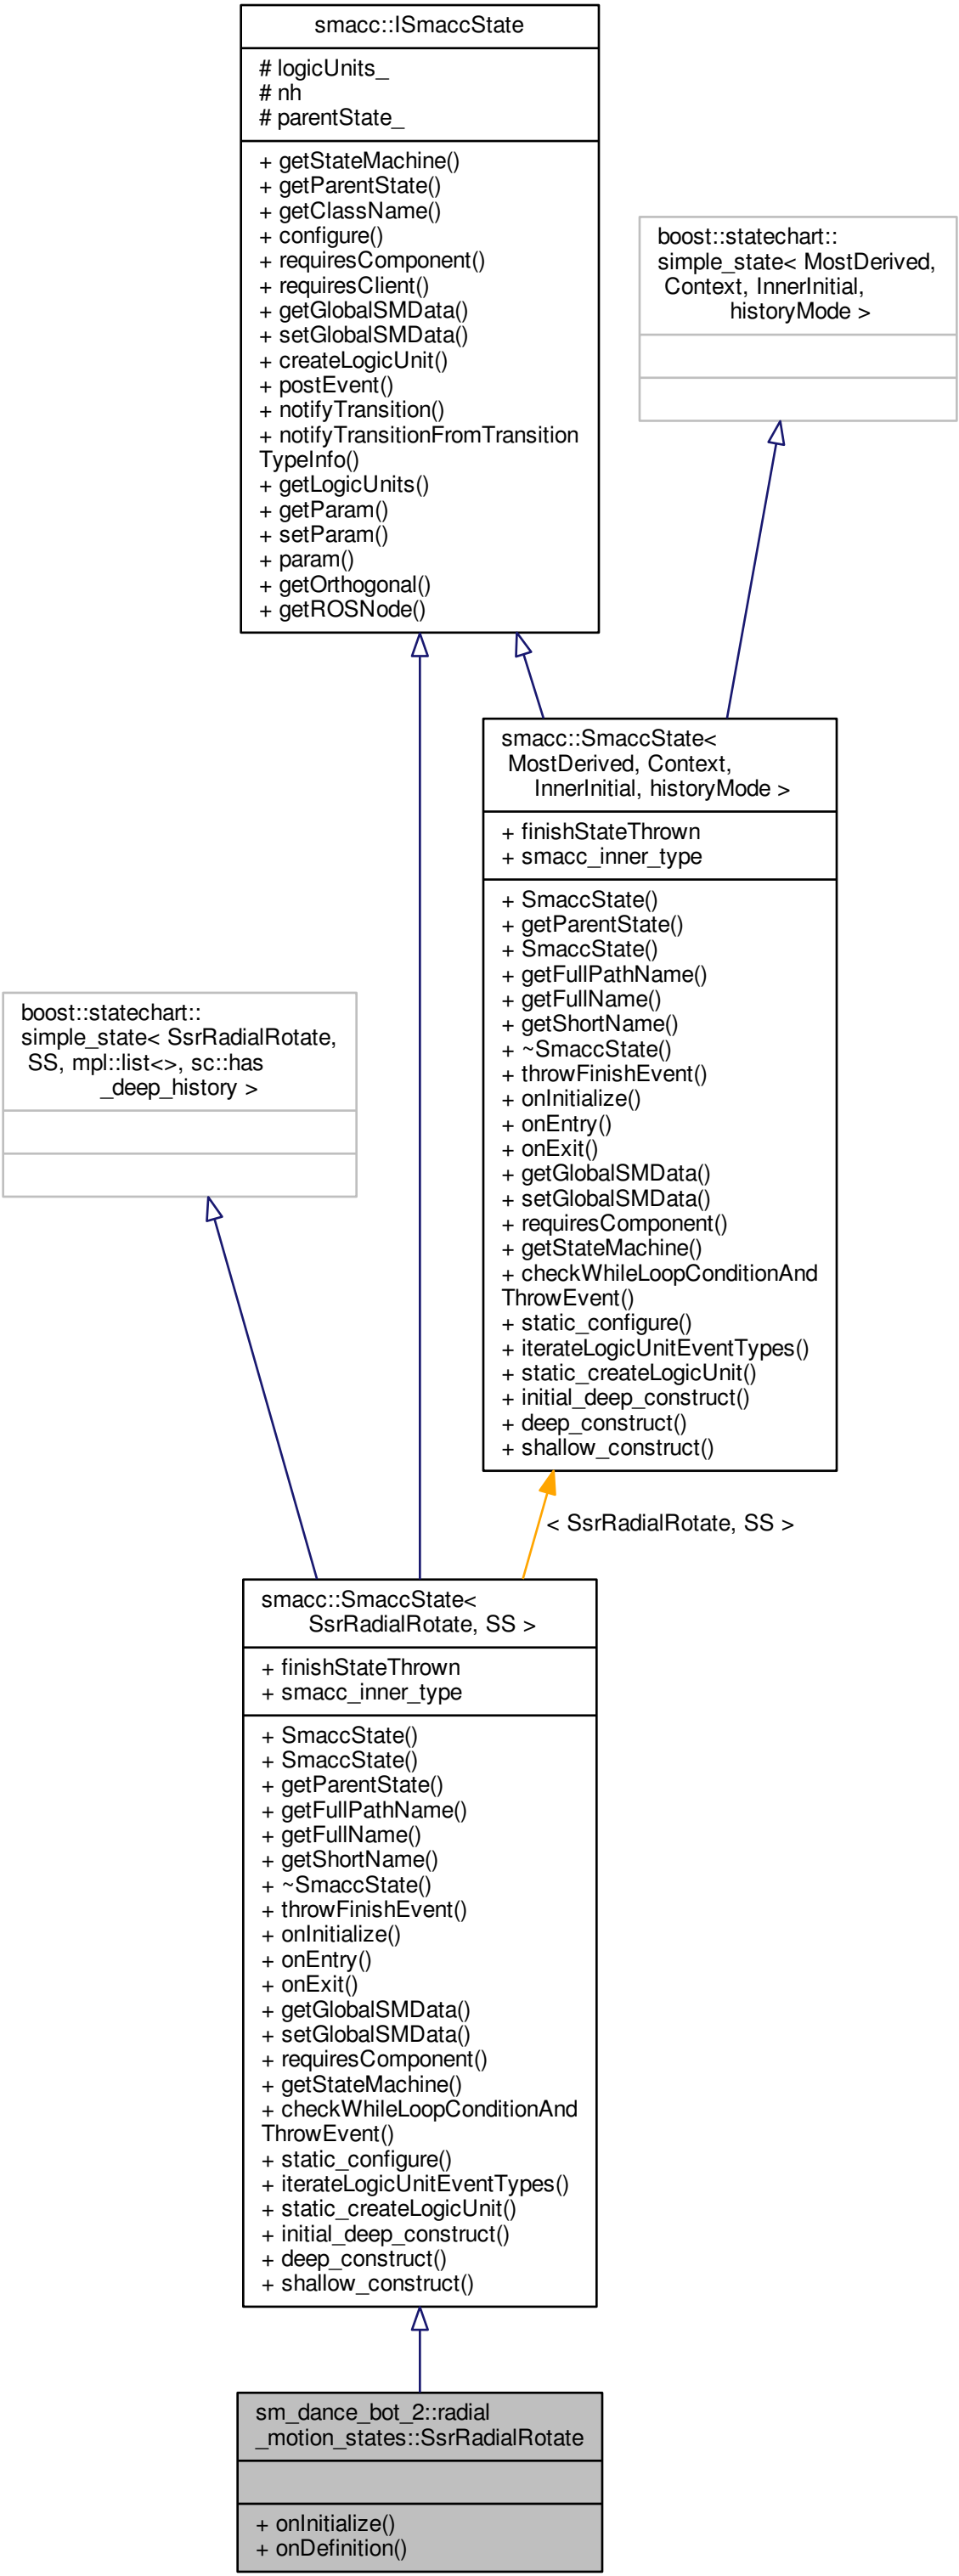 smacc::ISmaccState
# logicUnits_
# nh
# parentState_
+ getStateMachine()
+ getParentState()
+ getClassName()
+ configure()
+ requiresComponent()
+ requiresClient()
+ getGlobalSMData()
+ setGlobalSMData()
+ createLogicUnit()
+ postEvent()
+ notifyTransition()
+ notifyTransitionFromTransition
TypeInfo()
+ getLogicUnits()
+ getParam()
+ setParam()
+ param()
+ getOrthogonal()
+ getROSNode()
boost::statechart::
simple_state< MostDerived,
Context, InnerInitial,
historyMode >
smacc::SmaccState<
MostDerived, Context,
InnerInitial, historyMode >
+ finishStateThrown
+ smacc_inner_type
+ SmaccState()
+ getParentState()
+ SmaccState()
+ getFullPathName()
+ getFullName()
+ getShortName()
+ ~SmaccState()
+ throwFinishEvent()
+ onInitialize()
+ onEntry()
+ onExit()
+ getGlobalSMData()
+ setGlobalSMData()
+ requiresComponent()
+ getStateMachine()
+ checkWhileLoopConditionAnd
ThrowEvent()
+ static_configure()
+ iterateLogicUnitEventTypes()
+ static_createLogicUnit()
+ initial_deep_construct()
+ deep_construct()
+ shallow_construct()
boost::statechart::
simple_state< SsrRadialRotate,
SS, mpl::list<>, sc::has
_deep_history >
< SsrRadialRotate, SS >
smacc::SmaccState<
SsrRadialRotate, SS >
+ finishStateThrown
+ smacc_inner_type
+ SmaccState()
+ SmaccState()
+ getParentState()
+ getFullPathName()
+ getFullName()
+ getShortName()
+ ~SmaccState()
+ throwFinishEvent()
+ onInitialize()
+ onEntry()
+ onExit()
+ getGlobalSMData()
+ setGlobalSMData()
+ requiresComponent()
+ getStateMachine()
+ checkWhileLoopConditionAnd
ThrowEvent()
+ static_configure()
+ iterateLogicUnitEventTypes()
+ static_createLogicUnit()
+ initial_deep_construct()
+ deep_construct()
+ shallow_construct()
sm_dance_bot_2::radial
_motion_states::SsrRadialRotate
+ onInitialize()
+ onDefinition()